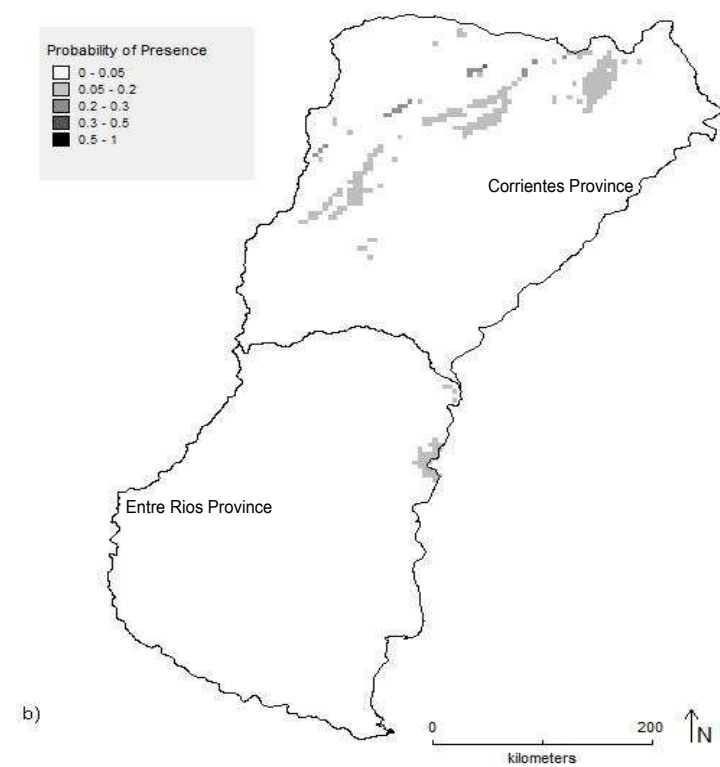 Probability of Presence
0 - 0.05
0.05 - 0.2
0.2 - 0.3
0.3 - 0.5
0.5 - 1
Corrientes Province
Entre Rios Province
b)
0 200
N
kilometers